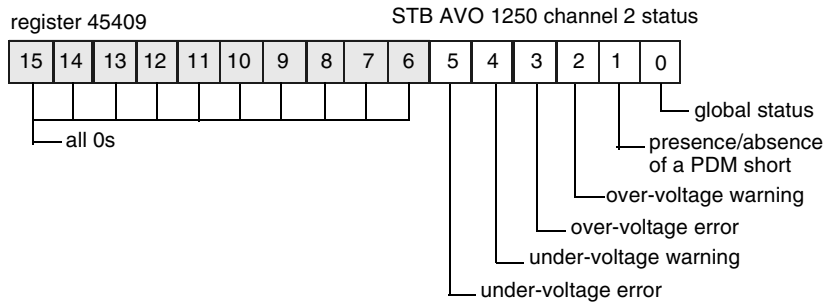 register 45409
STB AVO 1250 channel 2 status
15 14 13 12 11 10 9 8 7 6 5 4 3 2 1 0
global status
all 0s
presence/absence
of a PDM short
over-voltage warning
over-voltage error
under-voltage warning
under-voltage error